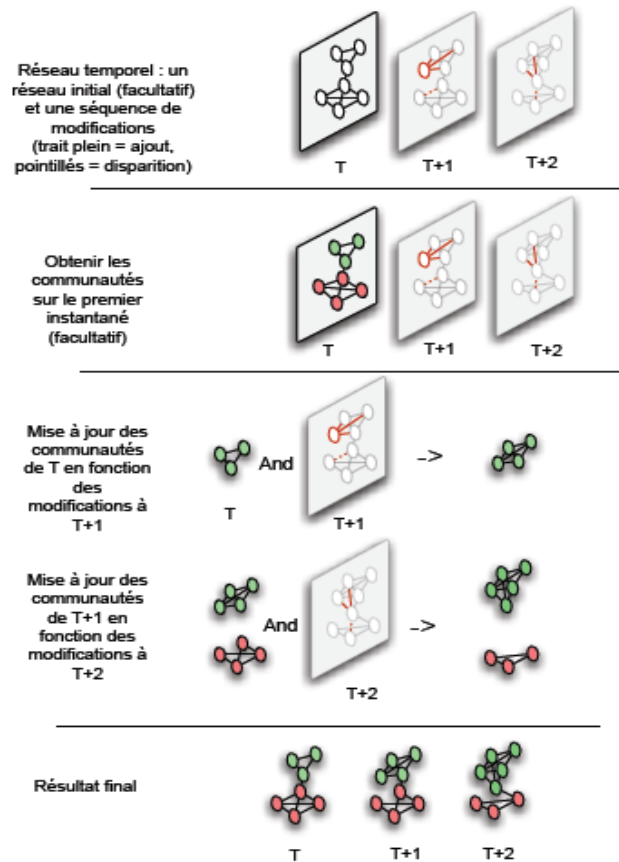 Réseau temporel : un
réseau initial (facultatif)
et une séquence de
modifications
(trait plein = ajout,
pointillés = disparition)
T
T+1
T+2
Obtenir les
communautés
sur le premier
instantané
(facultatif)
T
T+1
T+2
Mise à jour des
communautés
de T en fonction
des
modifications à
T+1
T
And
T+1
->
Mise à jour des
communautés
de T+1 en
fonction des
modifications à
T+2
And
T+2
->
Résultat final
T
T+1
T+2